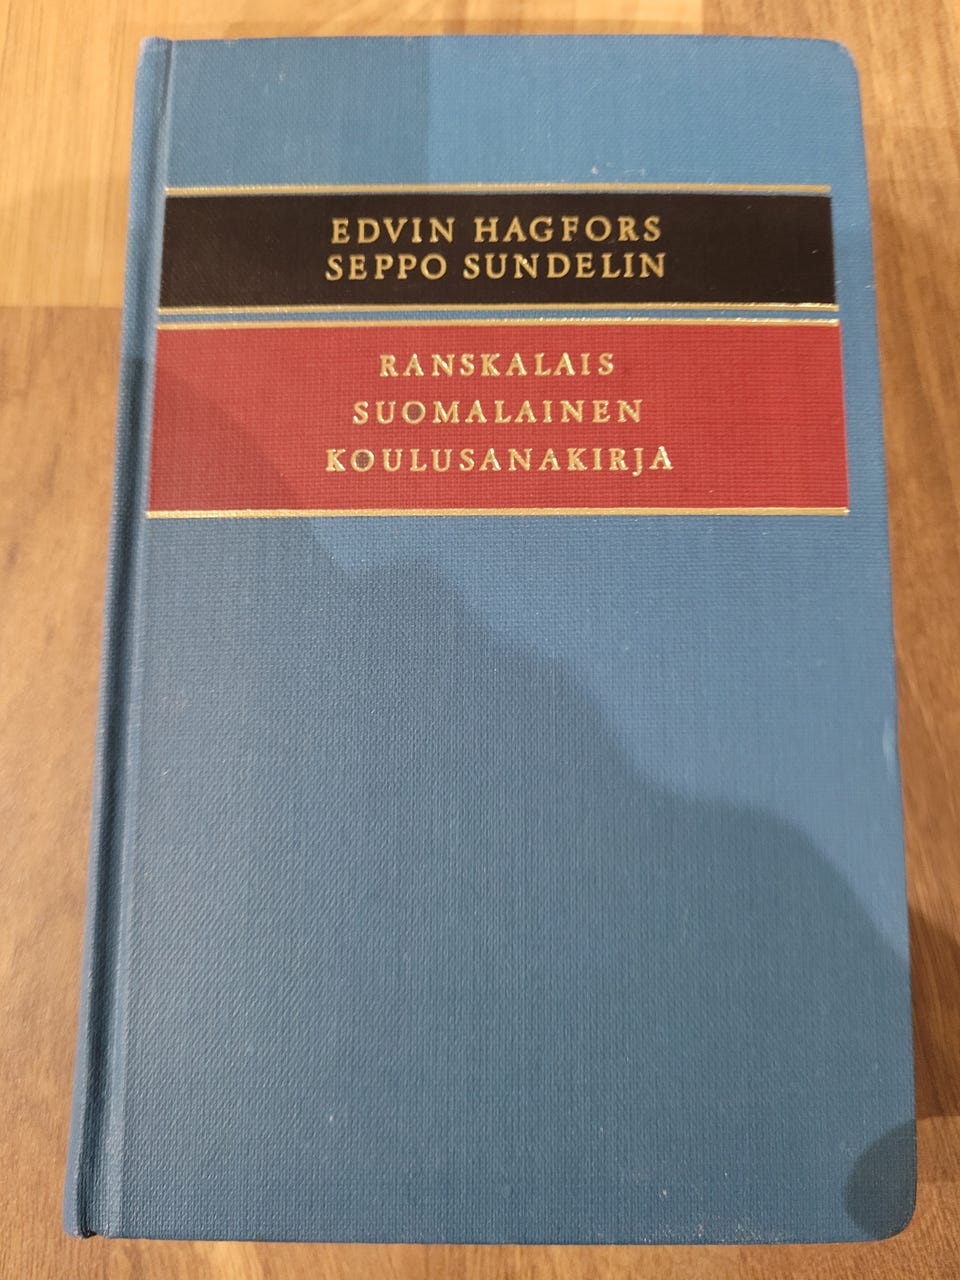 EDVIN HAGFORS
SEPPO SUNDELIN
RANSKALAIS
SUOMALAINEN
KOULUSANAKIRJA